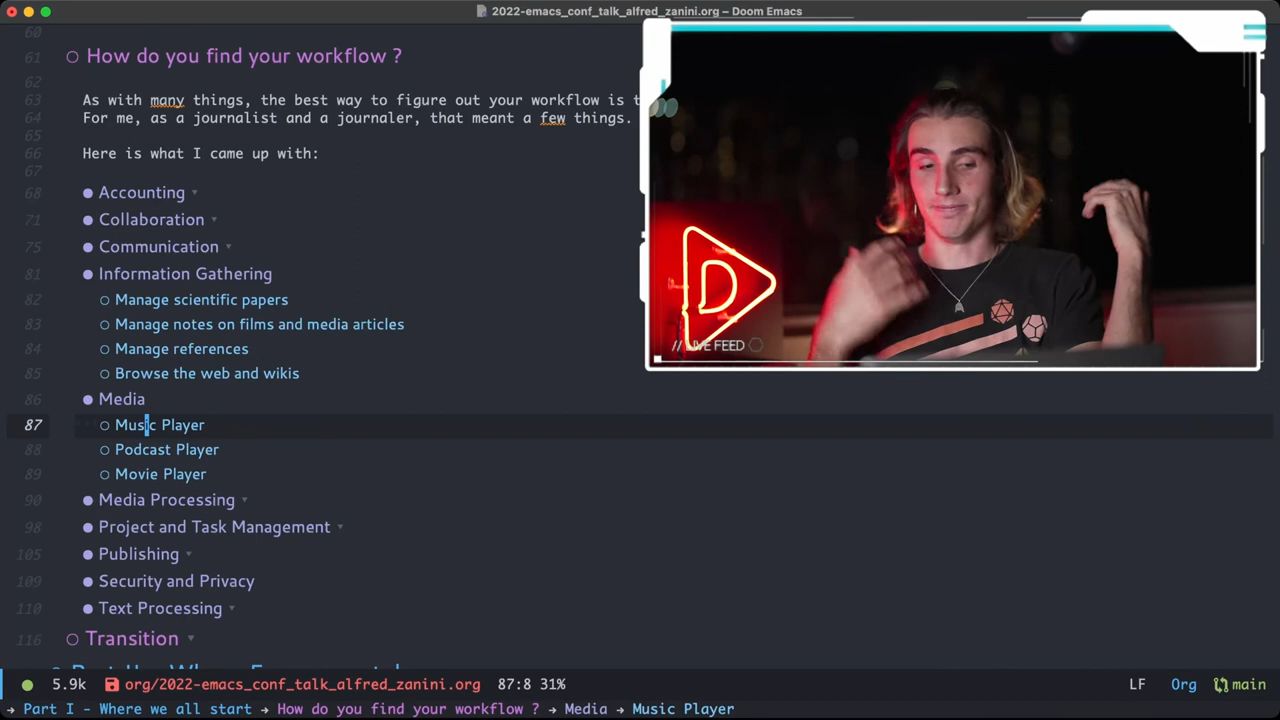 2022-emacs_conf_talk_alfred_zanini.org – Doom Emacs
60
61 How do you find your workflow ?
62
63 As with many things, the best way to figure out your workflow is t
64 For me, as a journalist and a journaler, that meant a few things.
65
66 Here is what I came up with:
67
68 Accounting
71 Collaboration
75 Communication
81 Information Gathering
82 Manage scientific papers
83 Manage notes on films and media articles
84 Manage references
85 Browse the web and wikis
86 Media
87 Music Player
88 Podcast Player
89 Movie Player
90 Media Processing
98 Project and Task Management
105 Publishing
109 Security and Privacy
110 Text Processing
116 Transition
D
// LIVE FEED
5.9k org/2022-emacs_conf_talk_alfred_zanini.org 87:8 31% LF Org main
→ Part I - Where we all start → How do you find your workflow ? → Media → Music Player